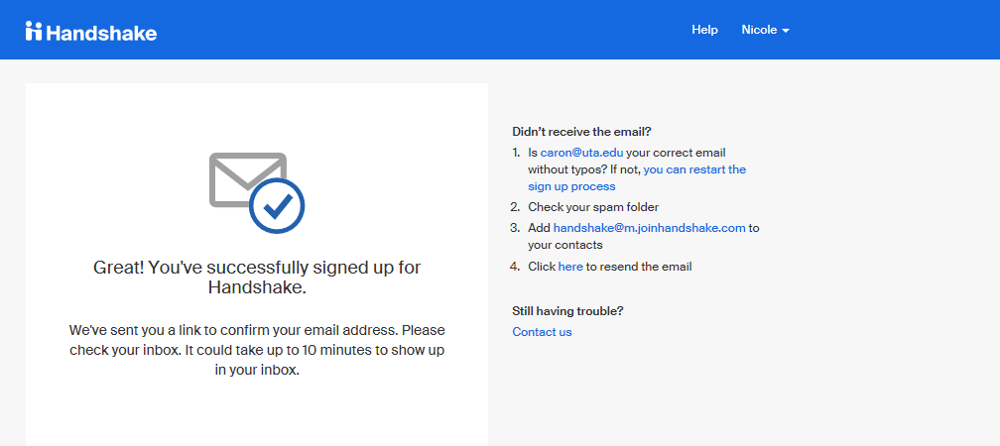 Handshake
Help
Nicole
Great! You've successfully signed up for
Handshake.
We've sent you a link to confirm your email address. Please
check your inbox. It could take up to 10 minutes to show up
in your inbox.
Didn't receive the email?
1. Is caron@uta.edu your correct email
without typos? If not, you can restart the
sign up process
2. Check your spam folder
3. Add handshake@m.joinhandshake.com to
your contacts
4. Click here to resend the email
Still having trouble?
Contact us